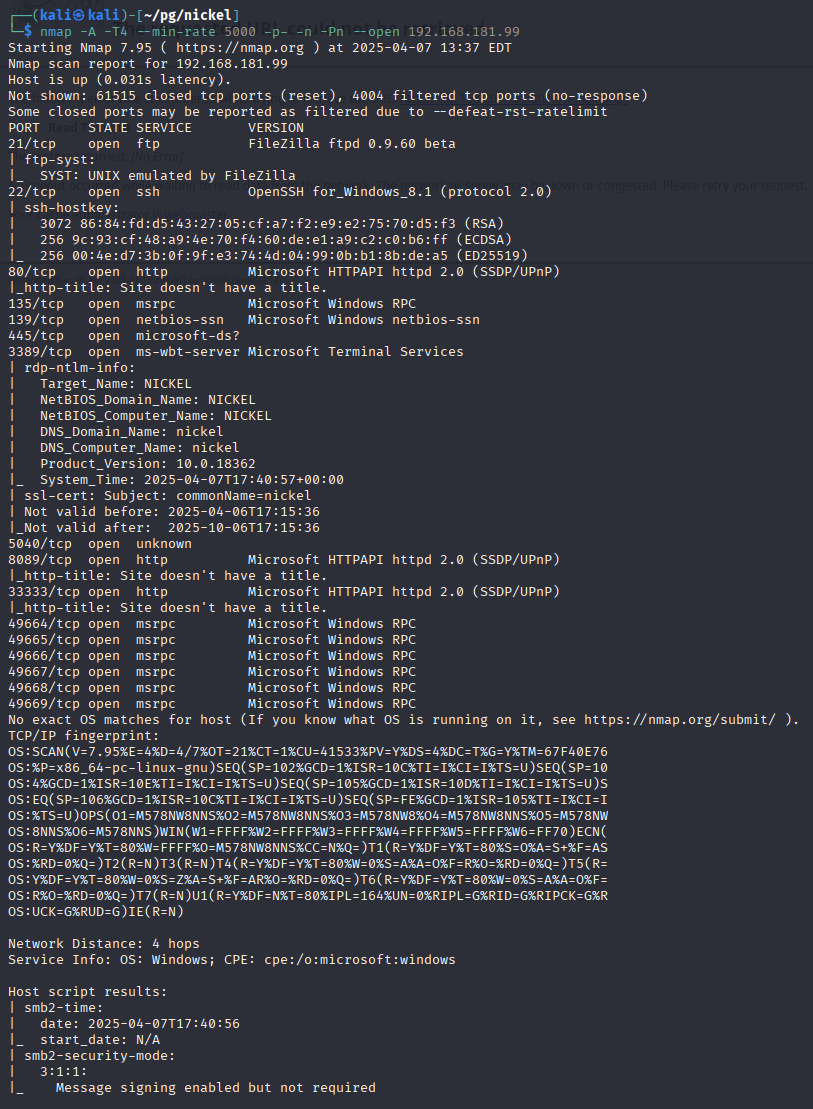 ┌──(kali㉿kali)-[~/pg/nickel]
└─$ nmap -A -T4 --min-rate 5000 -p- -n -Pn --open 192.168.181.99
Starting Nmap 7.95 ( https://nmap.org ) at 2025-04-07 13:37 EDT
Nmap scan report for 192.168.181.99
Host is up (0.031s latency).
Not shown: 61515 closed tcp ports (reset), 4004 filtered tcp ports (no-response)
Some closed ports may be reported as filtered due to --defeat-rst-ratelimit
PORT      STATE SERVICE       VERSION
21/tcp    open  ftp           FileZilla ftpd 0.9.60 beta
| ftp-syst:
|_  SYST: UNIX emulated by FileZilla
22/tcp    open  ssh           OpenSSH for_Windows_8.1 (protocol 2.0)
| ssh-hostkey:
|   3072 86:84:fd:d5:43:27:05:cf:a7:f2:e9:e2:75:70:d5:f3 (RSA)
|   256 9c:93:cf:48:a9:4e:70:f4:60:de:e1:a9:c2:c0:b6:ff (ECDSA)
|_  256 00:4e:d7:3b:0f:9f:e3:74:4d:04:99:0b:b1:8b:de:a5 (ED25519)
80/tcp    open  http          Microsoft HTTPAPI httpd 2.0 (SSDP/UPnP)
|_http-title: Site doesn't have a title.
135/tcp   open  msrpc         Microsoft Windows RPC
139/tcp   open  netbios-ssn   Microsoft Windows netbios-ssn
445/tcp   open  microsoft-ds?
3389/tcp  open  ms-wbt-server Microsoft Terminal Services
| rdp-ntlm-info:
|   Target_Name: NICKEL
|   NetBIOS_Domain_Name: NICKEL
|   NetBIOS_Computer_Name: NICKEL
|   DNS_Domain_Name: nickel
|   DNS_Computer_Name: nickel
|   Product_Version: 10.0.18362
|_  System_Time: 2025-04-07T17:40:57+00:00
| ssl-cert: Subject: commonName=nickel
| Not valid before: 2025-04-06T17:15:36
|_Not valid after:  2025-10-06T17:15:36
5040/tcp  open  unknown
8089/tcp  open  http          Microsoft HTTPAPI httpd 2.0 (SSDP/UPnP)
|_http-title: Site doesn't have a title.
33333/tcp open  http          Microsoft HTTPAPI httpd 2.0 (SSDP/UPnP)
|_http-title: Site doesn't have a title.
49664/tcp open  msrpc         Microsoft Windows RPC
49665/tcp open  msrpc         Microsoft Windows RPC
49666/tcp open  msrpc         Microsoft Windows RPC
49667/tcp open  msrpc         Microsoft Windows RPC
49668/tcp open  msrpc         Microsoft Windows RPC
49669/tcp open  msrpc         Microsoft Windows RPC
No exact OS matches for host (If you know what OS is running on it, see https://nmap.org/submit/ ).
TCP/IP fingerprint:
OS:SCAN(V=7.95%E=4%D=4/7%OT=21%CT=1%CU=41533%PV=Y%DS=4%DC=T%G=Y%TM=67F40E76
OS:%P=x86_64-pc-linux-gnu)SEQ(SP=102%GCD=1%ISR=10C%TI=I%CI=I%TS=U)SEQ(SP=10
OS:4%GCD=1%ISR=10E%TI=I%CI=I%TS=U)SEQ(SP=105%GCD=1%ISR=10D%TI=I%CI=I%TS=U)S
OS:EQ(SP=106%GCD=1%ISR=10C%TI=I%CI=I%TS=U)SEQ(SP=FE%GCD=1%ISR=105%TI=I%CI=I
OS:%TS=U)OPS(O1=M578NW8NNS%O2=M578NW8NNS%O3=M578NW8%O4=M578NW8NNS%O5=M578NW
OS:8NNS%O6=M578NNS)WIN(W1=FFFF%W2=FFFF%W3=FFFF%W4=FFFF%W5=FFFF%W6=FF70)ECN(
OS:R=Y%DF=Y%T=80%W=FFFF%O=M578NW8NNS%CC=N%Q=)T1(R=Y%DF=Y%T=80%S=O%A=S+%F=AS
OS:%RD=0%Q=)T2(R=N)T3(R=N)T4(R=Y%DF=Y%T=80%W=0%S=A%A=O%F=R%O=%RD=0%Q=)T5(R=
OS:Y%DF=Y%T=80%W=0%S=Z%A=S+%F=AR%O=%RD=0%Q=)T6(R=Y%DF=Y%T=80%W=0%S=A%A=O%F=
OS:R%O=%RD=0%Q=)T7(R=N)U1(R=Y%DF=N%T=80%IPL=164%UN=0%RIPL=G%RID=G%RIPCK=G%R
OS:UCK=G%RUD=G)IE(R=N)

Network Distance: 4 hops
Service Info: OS: Windows; CPE: cpe:/o:microsoft:windows

Host script results:
| smb2-time:
|   date: 2025-04-07T17:40:56
|_  start_date: N/A
| smb2-security-mode:
|   3:1:1:
|_    Message signing enabled but not required